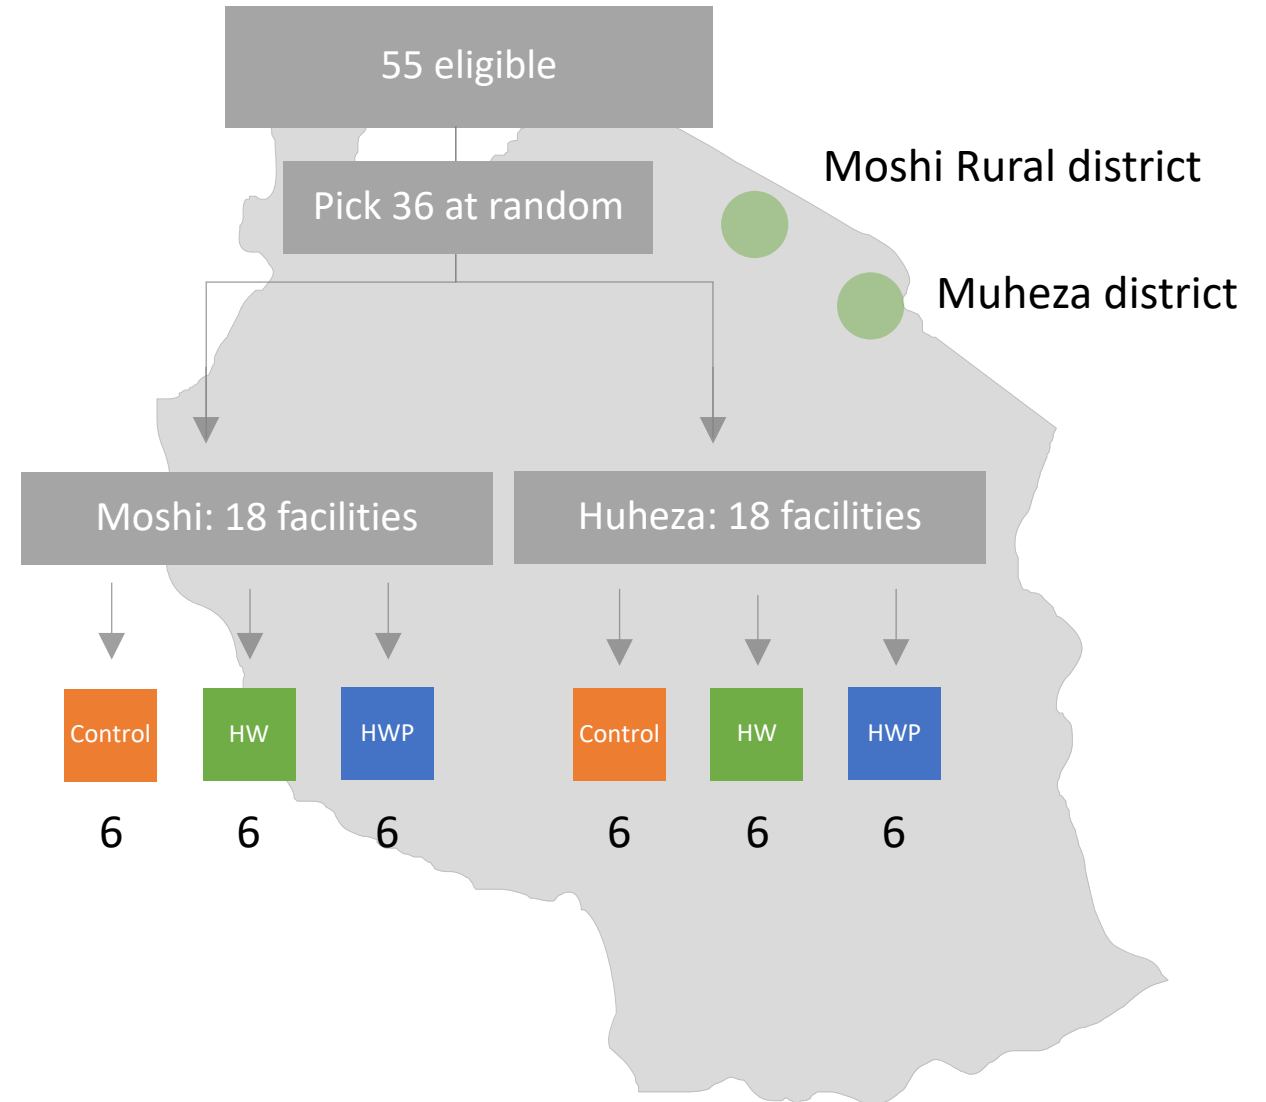 55 eligible
Pick 36 at random
Moshi Rural district
Muheza district
Moshi: 18 facilities
Huheza: 18 facilities
Control
HW
HWP
Control
HW
HWP
6
6
6
6
6
6